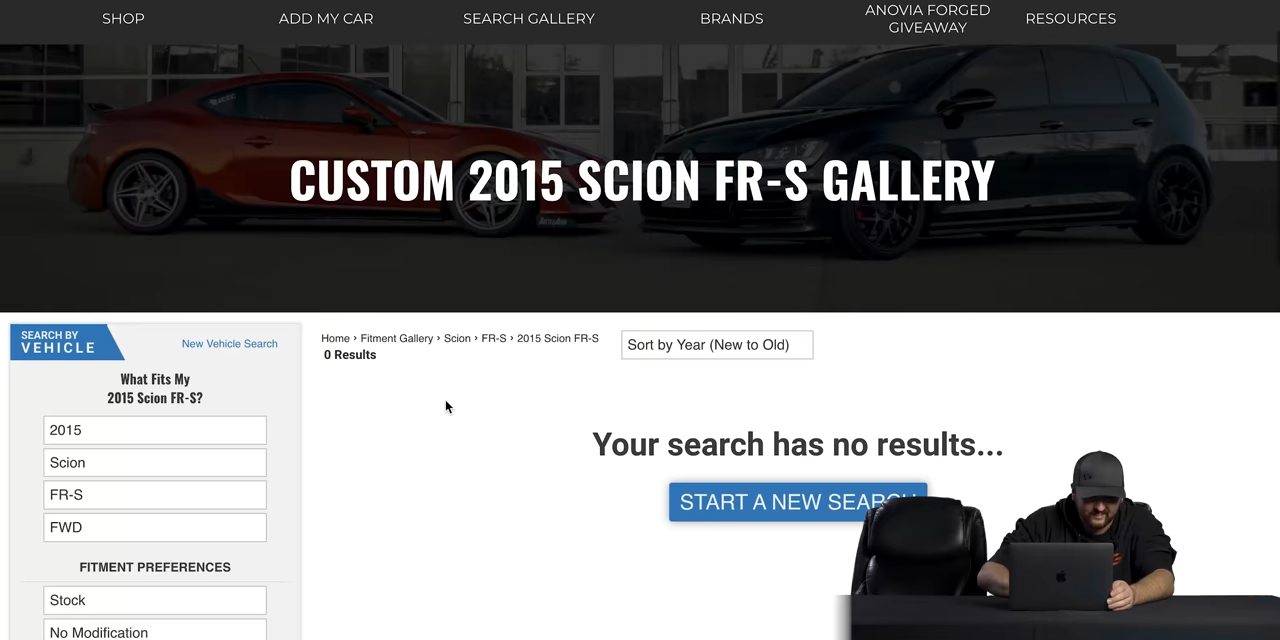 SHOP
ADD MY CAR
SEARCH GALLERY
BRANDS
ANOVIA FORGED
GIVEAWAY
RESOURCES
CUSTOM 2015 SCION FR-S GALLERY
SEARCH BY
VEHICLE
New Vehicle Search
What Fits My
2015 Scion FR-S?
2015
Scion
FR-S
FWD
FITMENT PREFERENCES
Stock
No Modification
Home › Fitment Gallery › Scion › FR-S › 2015 Scion FR-S
0 Results
Sort by Year (New to Old)
Your search has no results...
START A NEW SEARCH